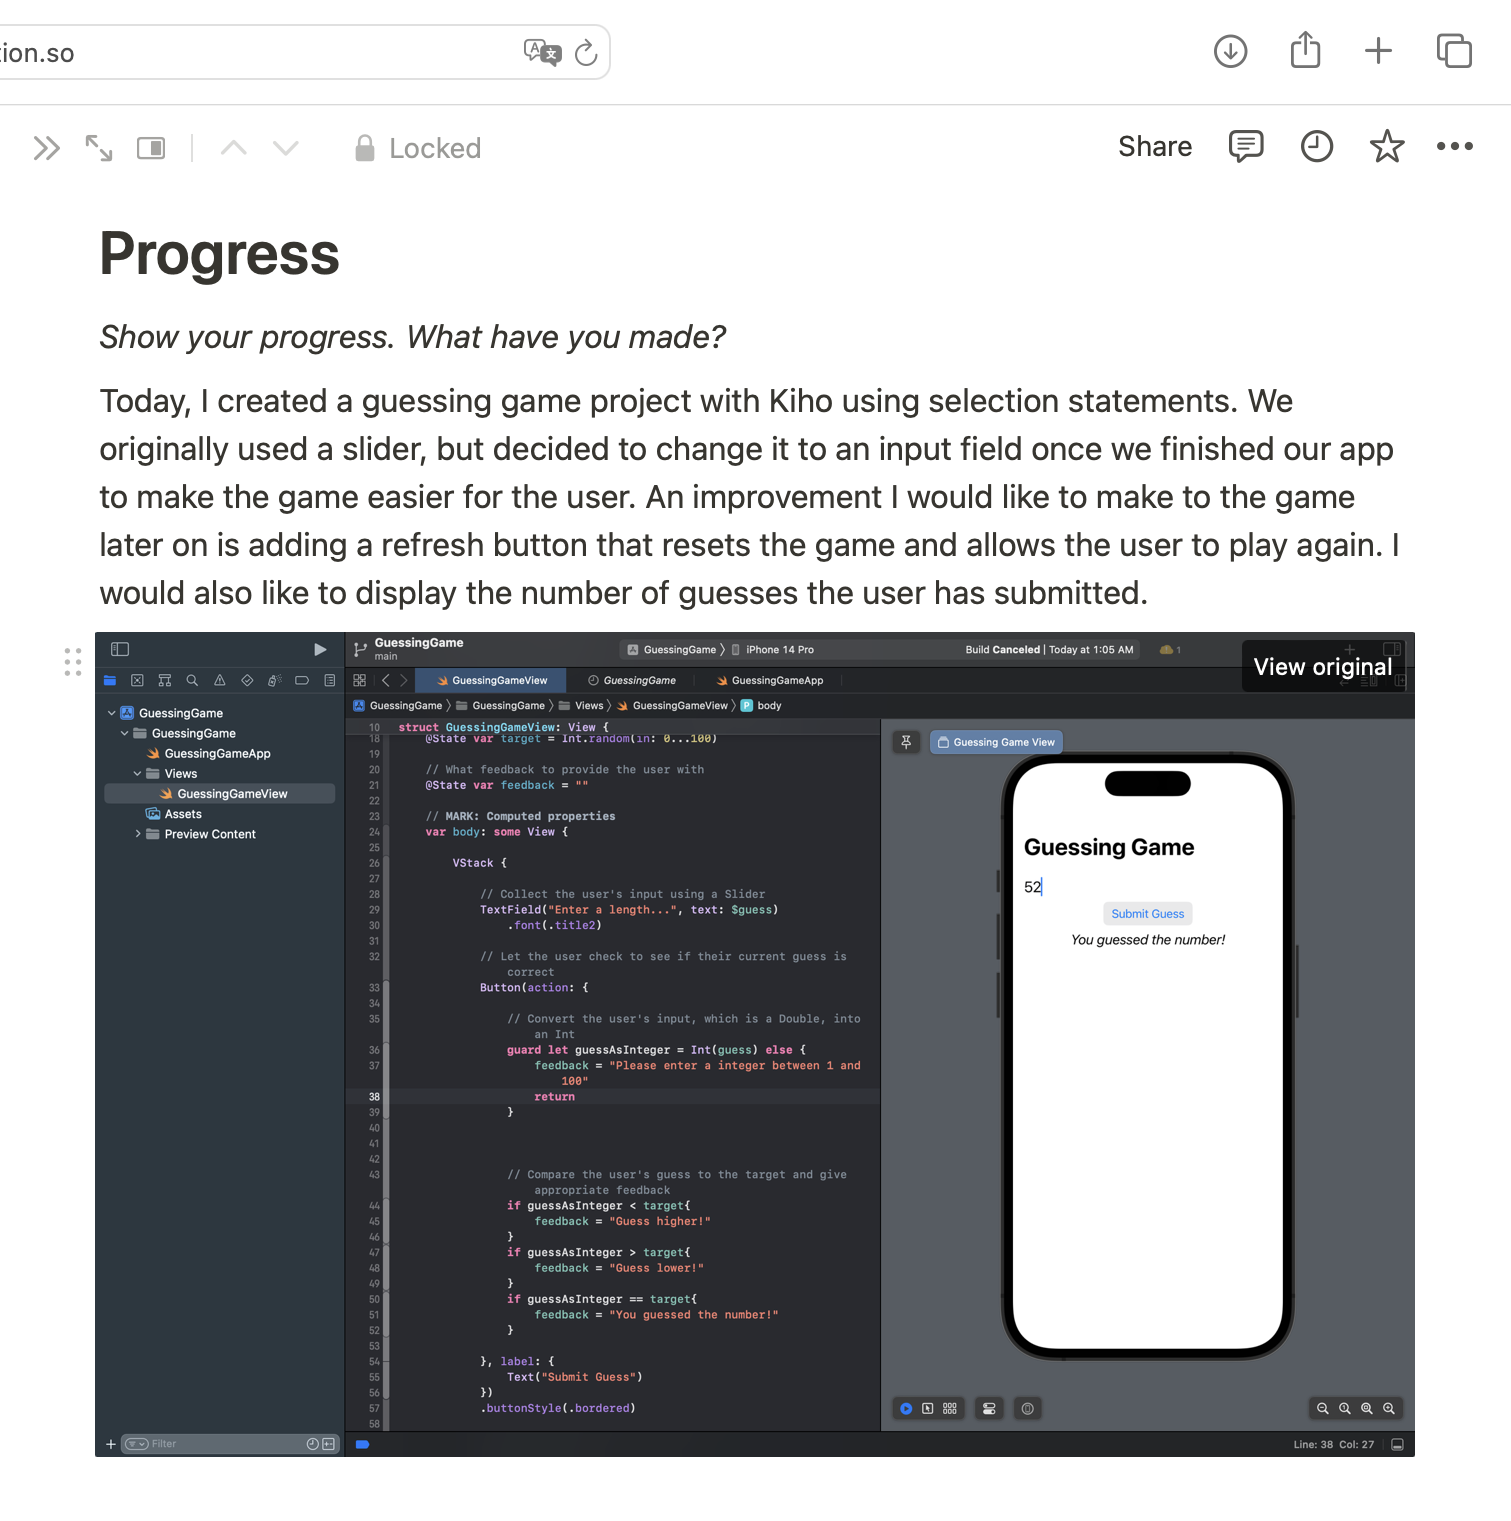 ion.so
Locked
Share
Progress
Show your progress. What have you made?
Today, I created a guessing game project with Kiho using selection statements. We
originally used a slider, but decided to change it to an input field once we finished our app
to make the game easier for the user. An improvement I would like to make to the game
later on is adding a refresh button that resets the game and allows the user to play again. I
would also like to display the number of guesses the user has submitted.
GuessingGame
main
GuessingGame 〉 iPhone 14 Pro
Build Canceled | Today at 1:05 AM
1
View original
GuessingGameView
GuessingGame
GuessingGameApp
GuessingGame 〉 GuessingGame 〉 Views 〉 GuessingGameView 〉 P body
GuessingGame
GuessingGame
GuessingGameApp
Views
GuessingGameView
Assets
Preview Content
Filter
10 struct GuessingGameView: View {
18 @State var target = Int.random(in: 0...100)
19
20 // What feedback to provide the user with
21 @State var feedback = ""
22
23 // MARK: Computed properties
24 var body: some View {
25
26 VStack {
27
28 // Collect the user's input using a Slider
29 TextField("Enter a length...", text: $guess)
30 .font(.title2)
31
32 // Let the user check to see if their current guess is
correct
33 Button(action: {
34
35 // Convert the user's input, which is a Double, into
an Int
36 guard let guessAsInteger = Int(guess) else {
37 feedback = "Please enter a integer between 1 and
100"
38 return
39 }
40
41
42
43 // Compare the user's guess to the target and give
appropriate feedback
44 if guessAsInteger < target{
45 feedback = "Guess higher!"
46 }
47 if guessAsInteger > target{
48 feedback = "Guess lower!"
49 }
50 if guessAsInteger == target{
51 feedback = "You guessed the number!"
52 }
53
54 }, label: {
55 Text("Submit Guess")
56 })
57 .buttonStyle(.bordered)
58
Guessing Game View
Guessing Game
52
Submit Guess
You guessed the number!
Line: 38 Col: 27